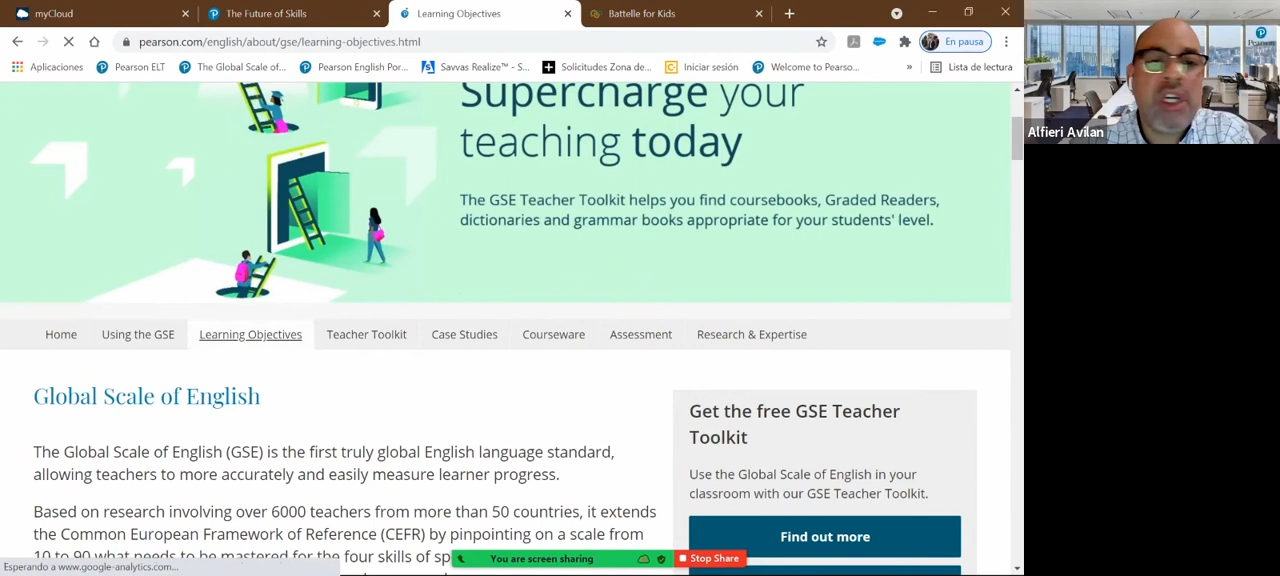 myCloud
The Future of Skills
Learning Objectives
Battelle for Kids
pearson.com/english/about/gse/learning-objectives.html
En pausa
Aplicaciones
Pearson ELT
The Global Scale of...
Pearson English Por...
Savvas Realize™ - S...
Solicitudes Zona de...
Iniciar sesión
Welcome to Pearso...
»
Lista de lectura
Supercharge your
teaching today
The GSE Teacher Toolkit helps you find coursebooks, Graded Readers,
dictionaries and grammar books appropriate for your students' level.
Home
Using the GSE
Learning Objectives
Teacher Toolkit
Case Studies
Courseware
Assessment
Research & Expertise
Global Scale of English
The Global Scale of English (GSE) is the first truly global English language standard,
allowing teachers to more accurately and easily measure learner progress.
Based on research involving over 6000 teachers from more than 50 countries, it extends
the Common European Framework of Reference (CEFR) by pinpointing on a scale from
10 to 90 what needs to be mastered for the four skills of sp
Get the free GSE Teacher
Toolkit
Use the Global Scale of English in your
classroom with our GSE Teacher Toolkit.
Find out more
You are screen sharing
Stop Share
Esperando a www.google-analytics.com...
Pearson
Alfieri Avilan